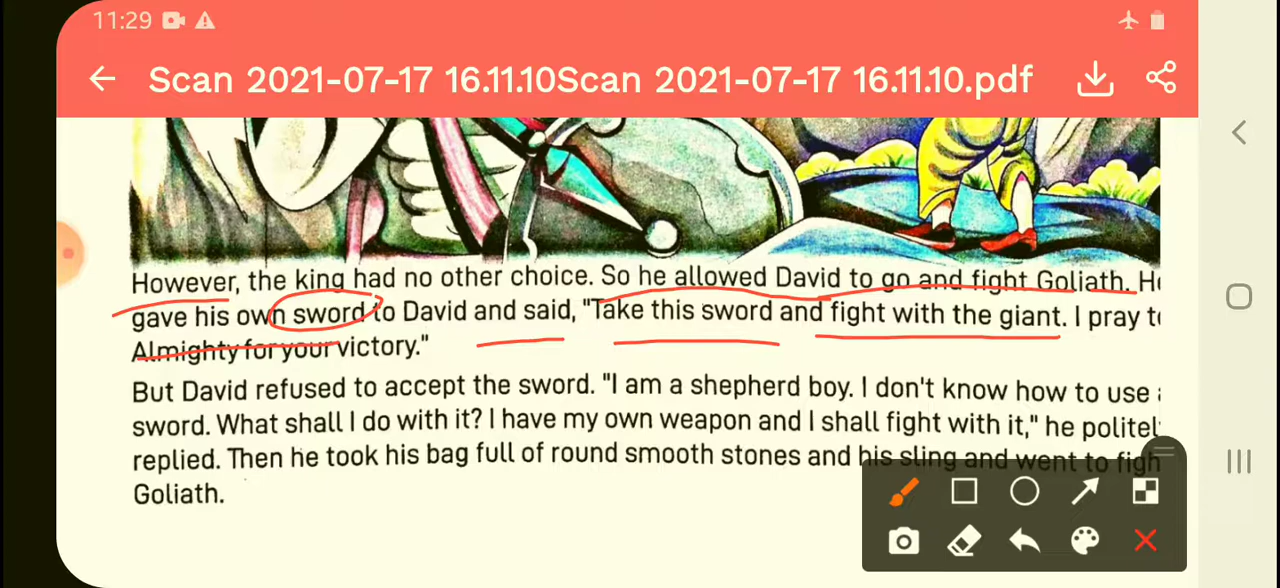 11:29
Scan 2021-07-17 16.11.10Scan 2021-07-17 16.11.10.pdf
However, the king had no other choice. So he allowed David to go and fight Goliath. He
gave his own sword to David and said, "Take this sword and fight with the giant. I pray t
Almighty for your victory."
But David refused to accept the sword. "I am a shepherd boy. I don't know how to use a
sword. What shall I do with it? I have my own weapon and I shall fight with it," he politel
replied. Then he took his bag full of round smooth stones and his sling and went to figh
Goliath.